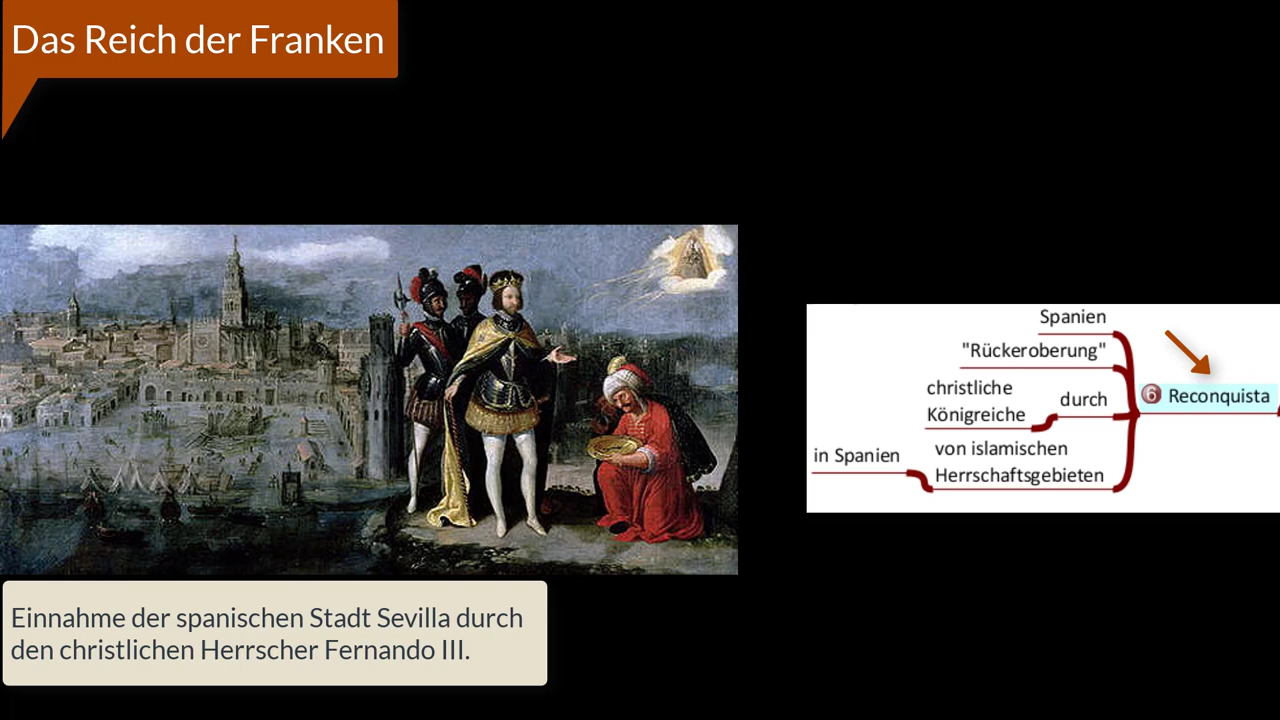 Das Reich der Franken
Spanien
"Rückeroberung"
christliche
Königreiche
durch
6 Reconquista
in Spanien
von islamischen
Herrschaftsgebieten
Einnahme der spanischen Stadt Sevilla durch
den christlichen Herrscher Fernando III.